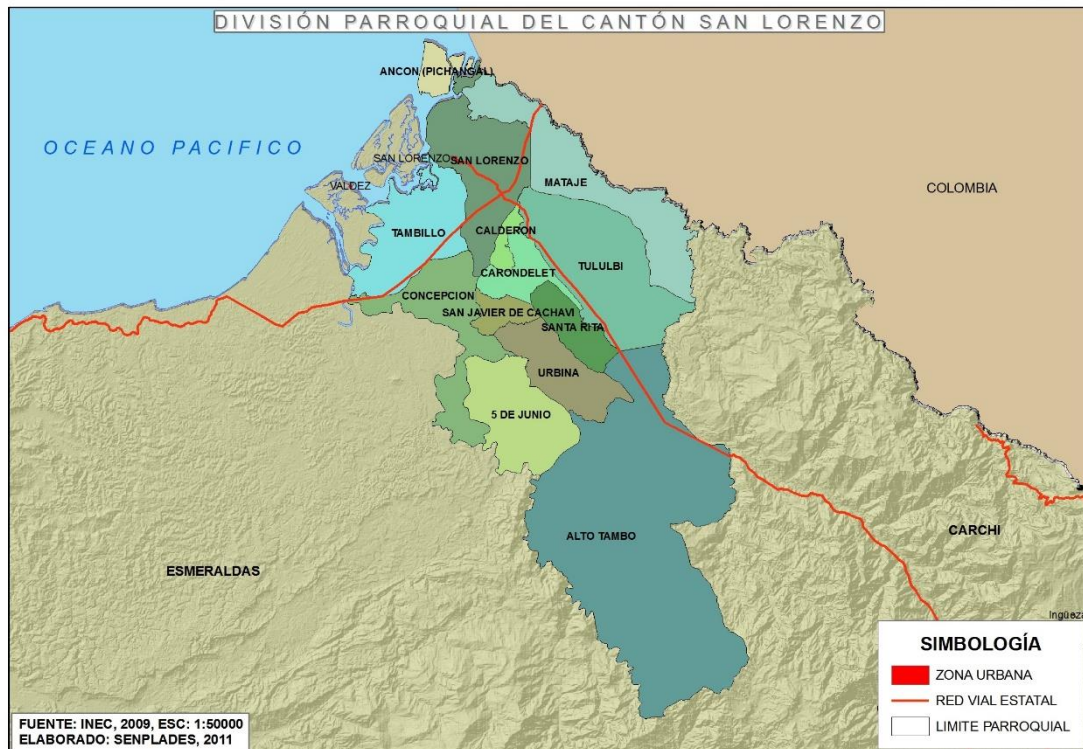 DIVISIÓN PARROQUIAL DEL CANTÓN SAN LORENZO
ANCON (PICHANGAL)
OCEANO PACIFICO
SAN LORENZO
SAN LORENZO
VALDEZ
MATAJE
COLOMBIA
TAMBILLO
CALDERON
TULULBI
CARONDELET
CONCEPCION
SAN JAVIER DE CACHAVI
SANTA RITA
URBINA
5 DE JUNIO
ALTO TAMBO
CARCHI
ESMERALDAS
Ingüeza
SIMBOLOGÍA
ZONA URBANA
RED VIAL ESTATAL
LIMITE PARROQUIAL
FUENTE: INEC, 2009, ESC: 1:50000
ELABORADO: SENPLADES, 2011